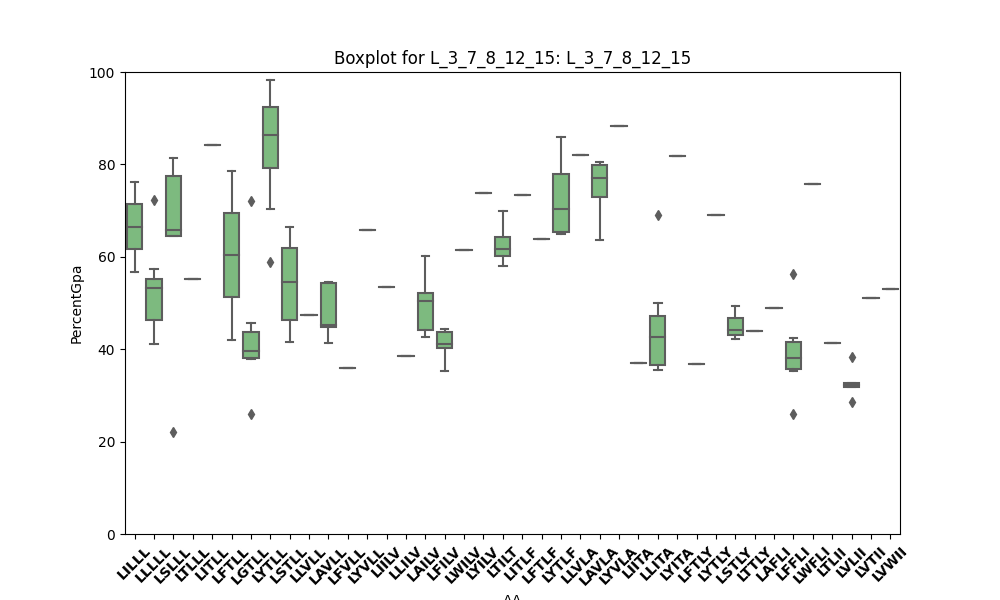 Boxplot for L_3_7_8_12_15: L_3_7_8_12_15
100
80
60
40
20
0
PercentGpa
LILLL
LLLLL
LSLLL
LTLLL
LITLL
LFTLL
LGTLL
LYTLL
LSTLL
LLVLL
LAVLL
LFVLL
LYVLL
LIILV
LLILV
LAILV
LFILV
LWILV
LYILV
LTILT
LITLF
LFTLF
LYTLF
LLVLA
LAVLA
LYVLA
LIITA
LLITA
LYITA
LFTLY
LYTLY
LSTLY
LTTLY
LAFLI
LFFLI
LWFLI
LTLII
LVLII
LVTII
LVWII
AA